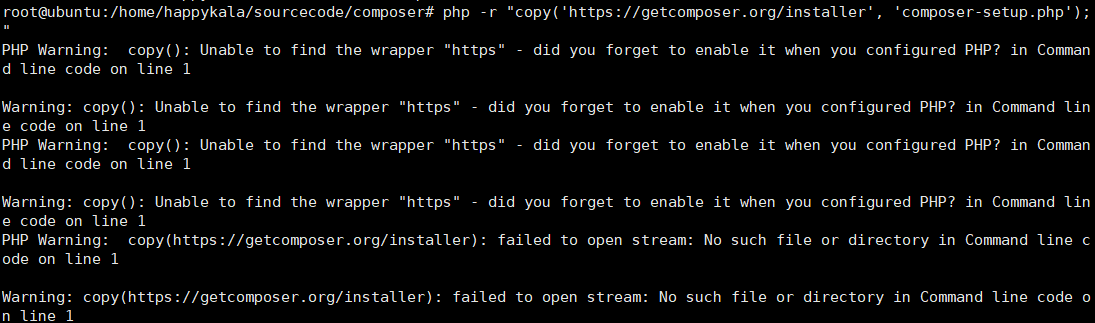 root@ubuntu:/home/happykala/sourcecode/composer# php -r "copy('https://getcomposer.org/installer', 'composer-setup.php');
"
PHP Warning:  copy(): Unable to find the wrapper "https" - did you forget to enable it when you configured PHP? in Comman
d line code on line 1
Warning: copy(): Unable to find the wrapper "https" - did you forget to enable it when you configured PHP? in Command lin
e code on line 1
PHP Warning:  copy(): Unable to find the wrapper "https" - did you forget to enable it when you configured PHP? in Comman
d line code on line 1
Warning: copy(): Unable to find the wrapper "https" - did you forget to enable it when you configured PHP? in Command lin
e code on line 1
PHP Warning:  copy(https://getcomposer.org/installer): failed to open stream: No such file or directory in Command line c
ode on line 1
Warning: copy(https://getcomposer.org/installer): failed to open stream: No such file or directory in Command line code o
n line 1